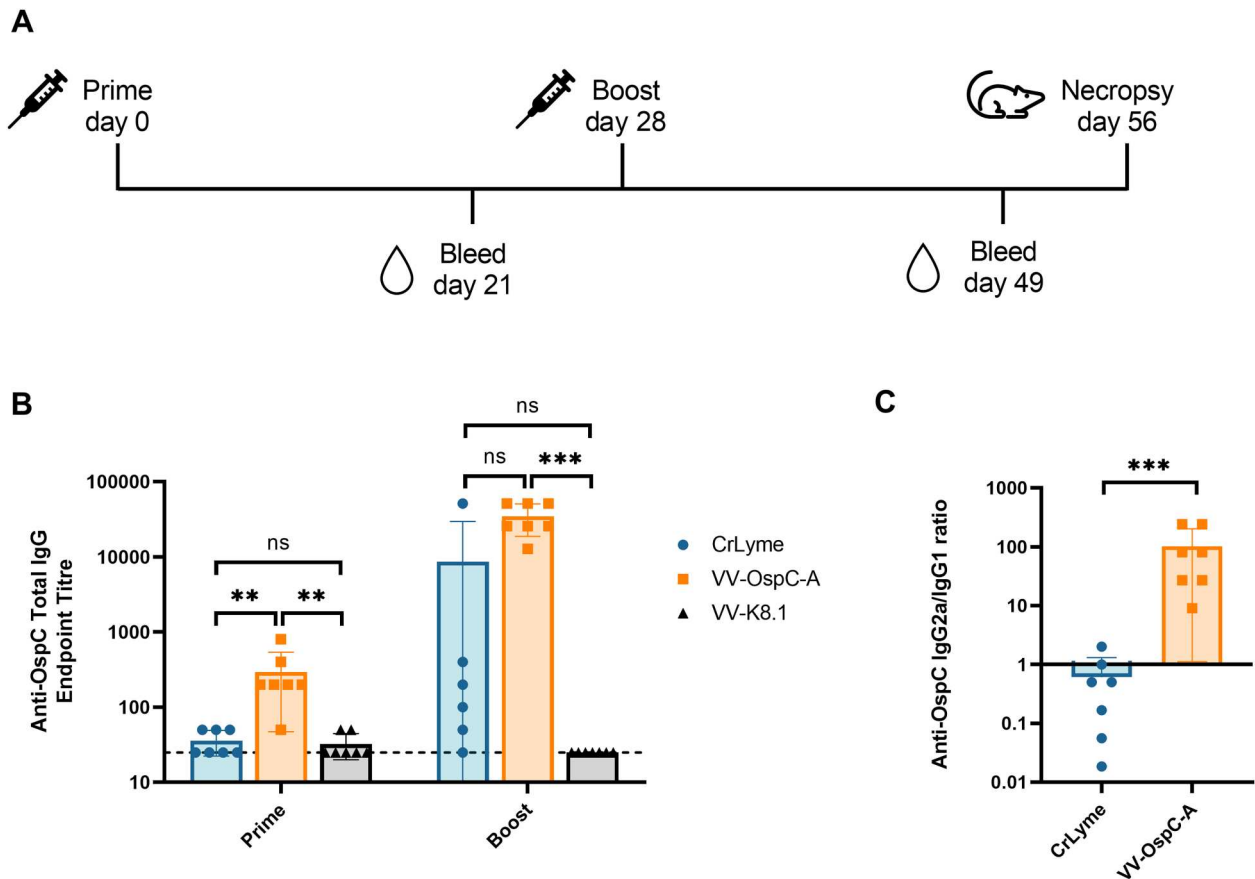 A
Prime
day 0
Boost
day 28
Necropsy
day 56
Bleed
day 21
Bleed
day 49
B
Anti-OspC Total IgG
Endpoint Titre
100000
10000
1000
100
10
ns
**
**
ns
ns
***
Prime
Boost
CrLyme
VV-OspC-A
VV-K8.1
C
Anti-OspC IgG2a/IgG1 ratio
1000
100
10
1
0.1
0.01
***
CrLyme
VV-OspC-A